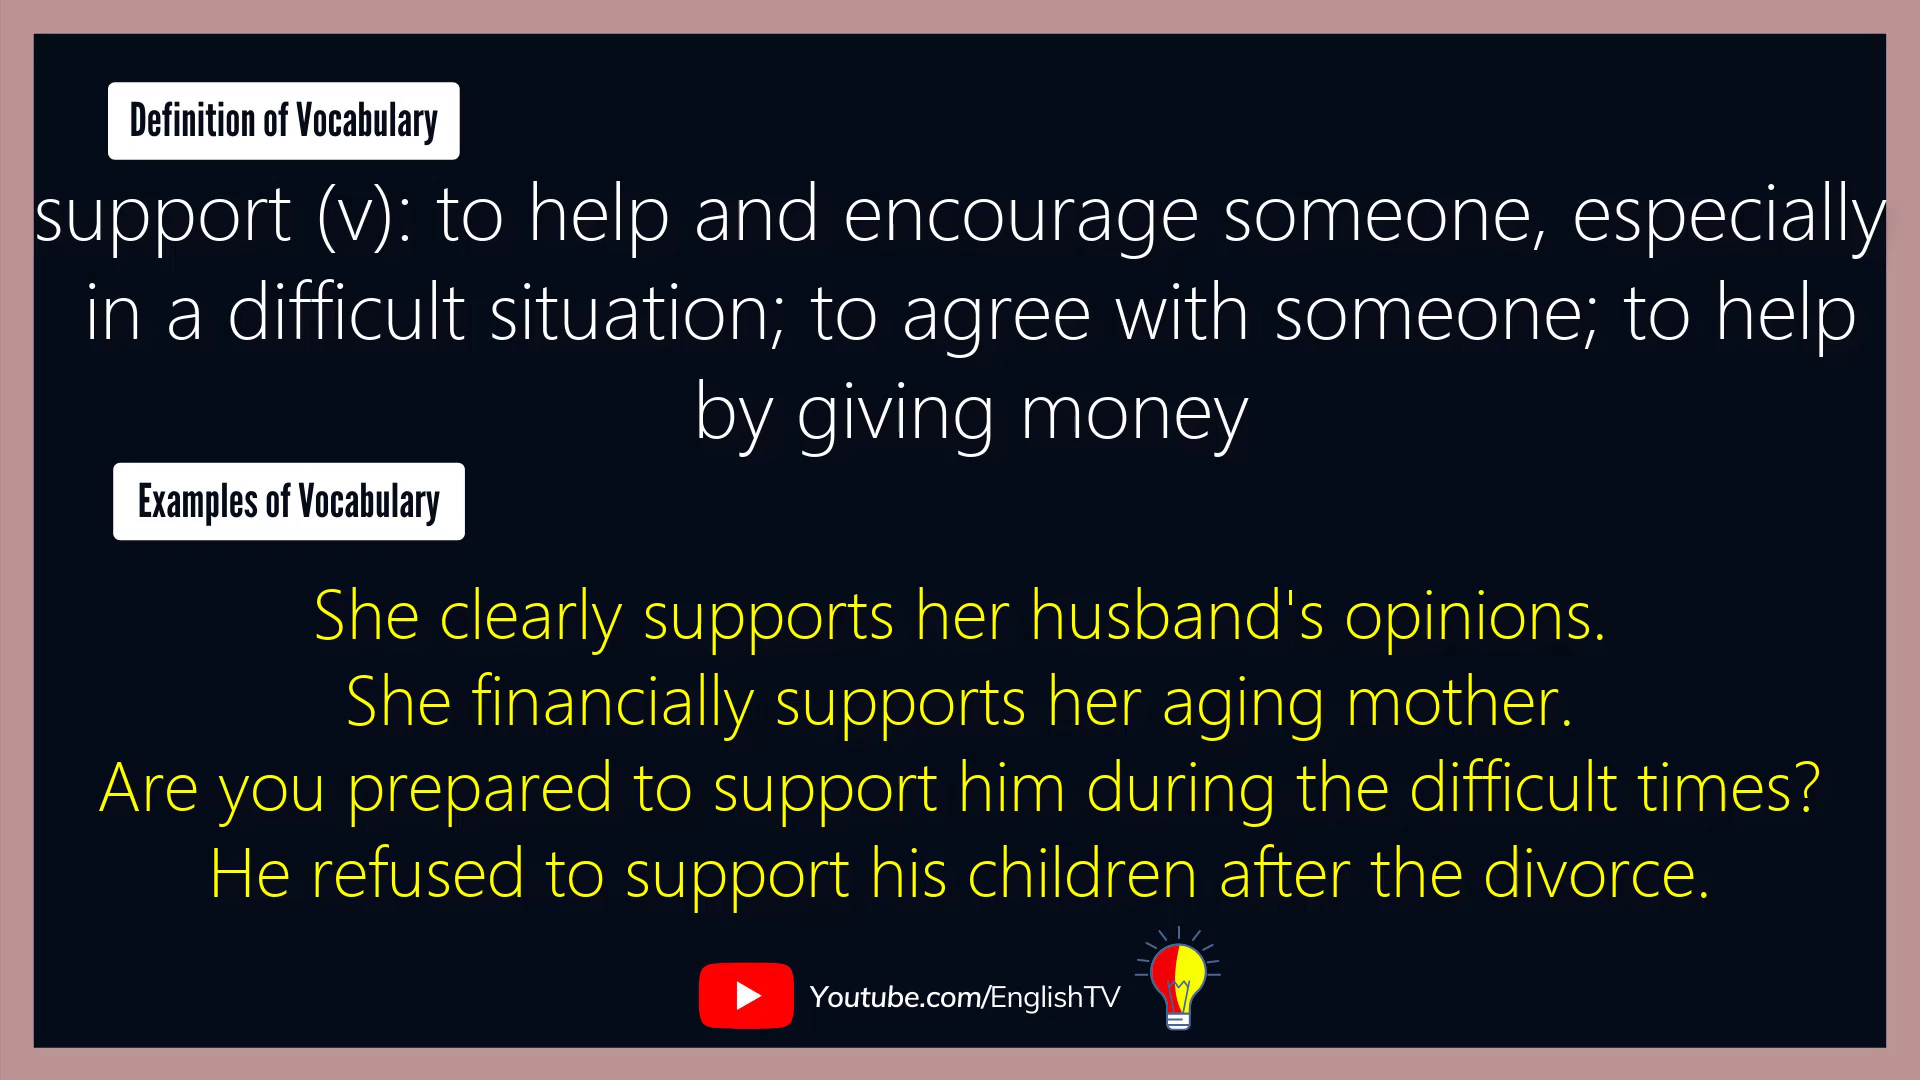 Definition of Vocabulary
support (v): to help and encourage someone, especially
in a difficult situation; to agree with someone; to help
by giving money
Examples of Vocabulary
She clearly supports her husband's opinions.
She financially supports her aging mother.
Are you prepared to support him during the difficult times?
He refused to support his children after the divorce.
Youtube.com/EnglishTV